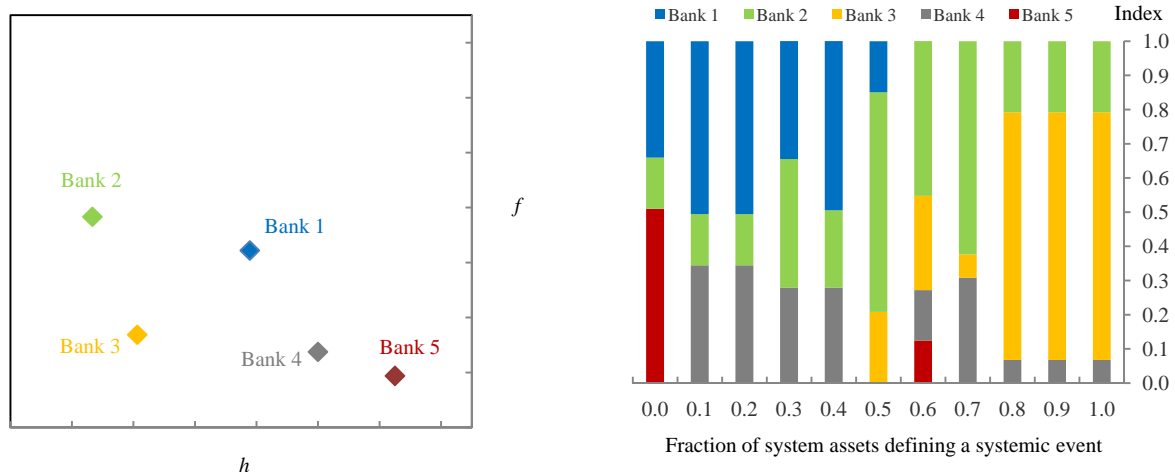 Bank 1 Bank 2 Bank 3 Bank 4 Bank 5 Index
Bank 2
Bank 1
f
Bank 3
Bank 4
Bank 5
h
1.0
0.9
0.8
0.7
0.6
0.5
0.4
0.3
0.2
0.1
0.0
0.0 0.1 0.2 0.3 0.4 0.5 0.6 0.7 0.8 0.9 1.0
Fraction of system assets defining a systemic event